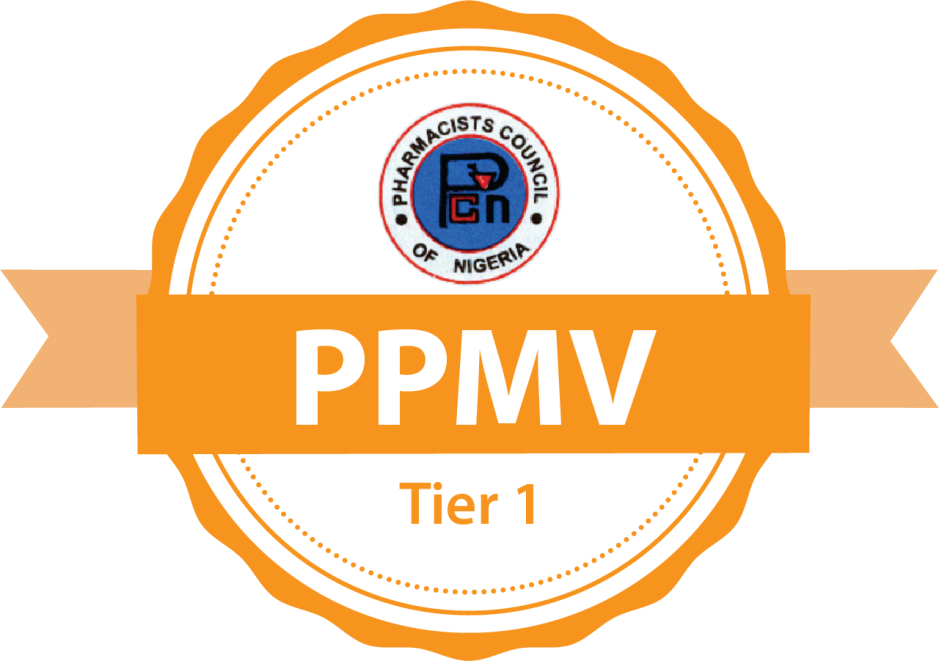 PHARMACISTS COUNCIL
OF NIGERIA
PCN
PPMV
Tier 1